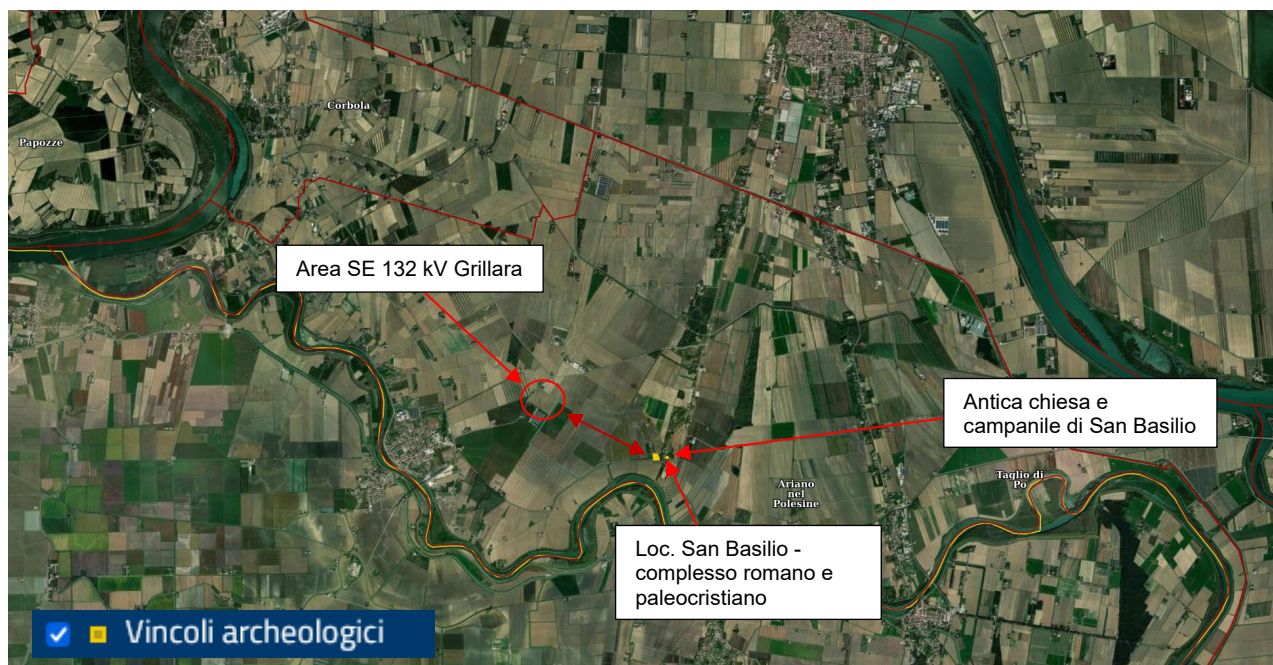 Corbola
Papozze
Area SE 132 kV Grillara
Antica chiesa e
campanile di San Basilio
Taglio di
Po
Ariano
nel
Polesine
Loc. San Basilio -
complesso romano e
paleocristiano
Vincoli archeologici